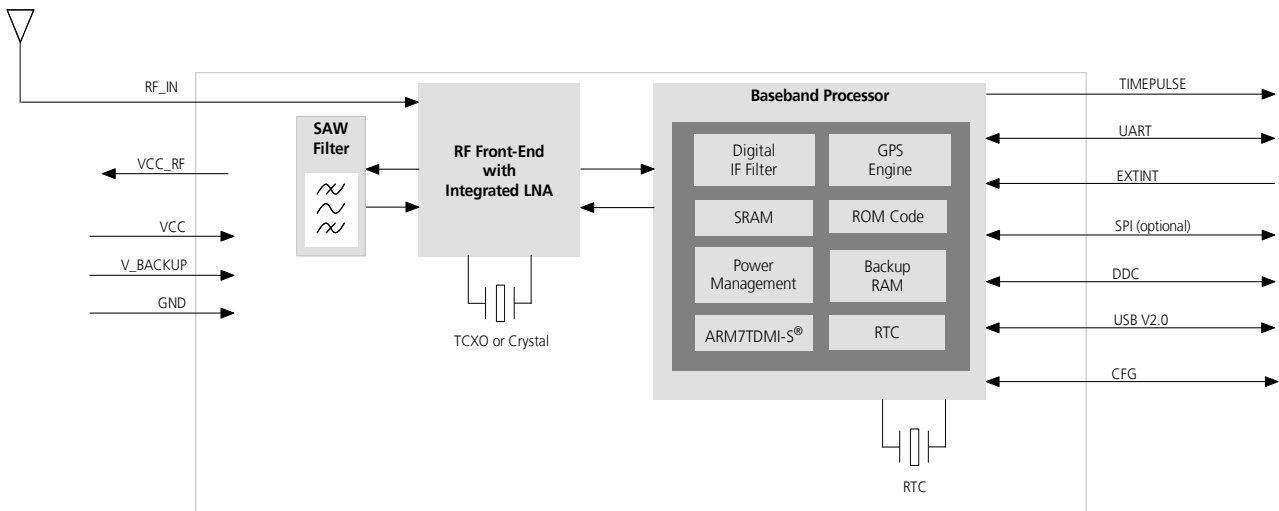 RF_IN
VCC_RF
VCC
V_BACKUP
GND
SAW
Filter
RF Front-End
with
Integrated LNA
TCXO or Crystal
Baseband Processor
Digital
IF Filter
GPS
Engine
SRAM
ROM Code
Power
Management
Backup
RAM
ARM7TDMI-S®
RTC
RTC
TIMEPULSE
UART
EXTINT
SPI (optional)
DDC
USB V2.0
CFG